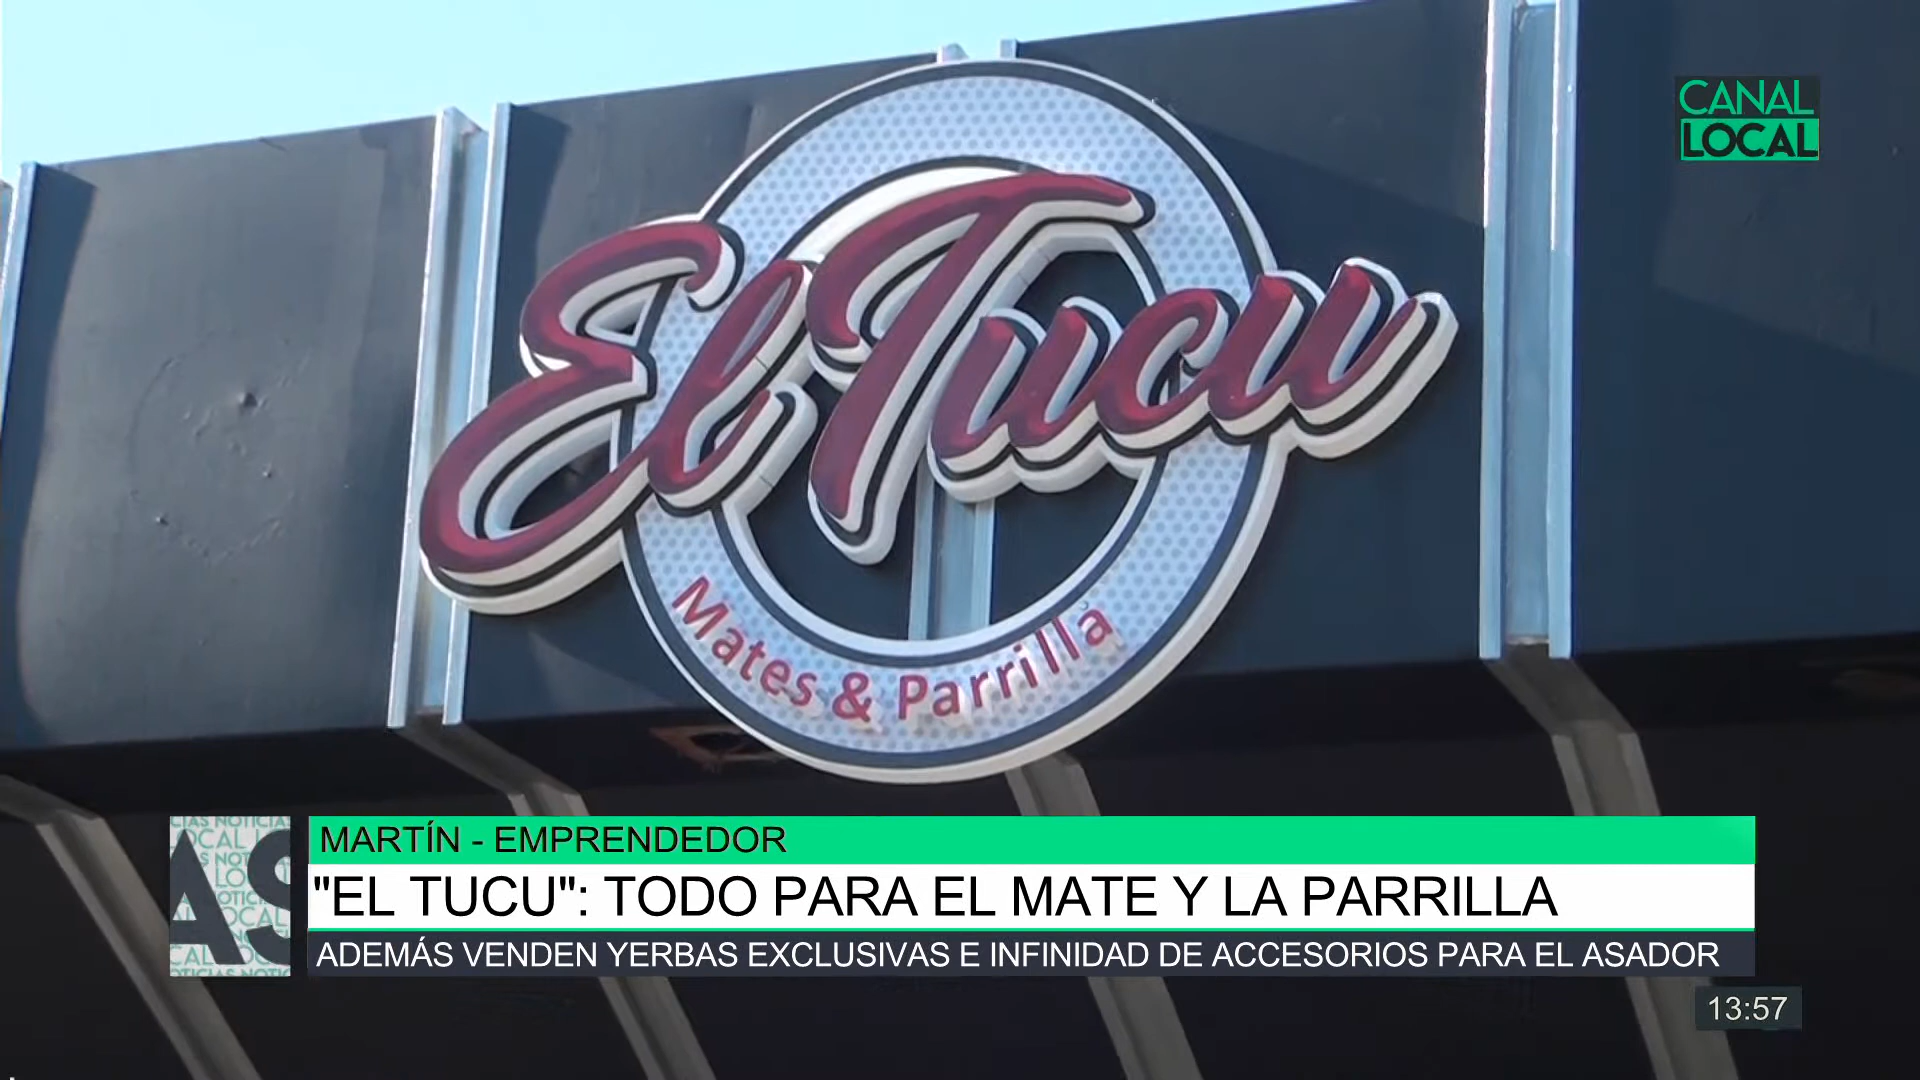 CANAL
LOCAL
El Tucu
Mates & Parrilla
MARTÍN - EMPRENDEDOR
"EL TUCU": TODO PARA EL MATE Y LA PARRILLA
ADEMÁS VENDEN YERBAS EXCLUSIVAS E INFINIDAD DE ACCESORIOS PARA EL ASADOR
13:57